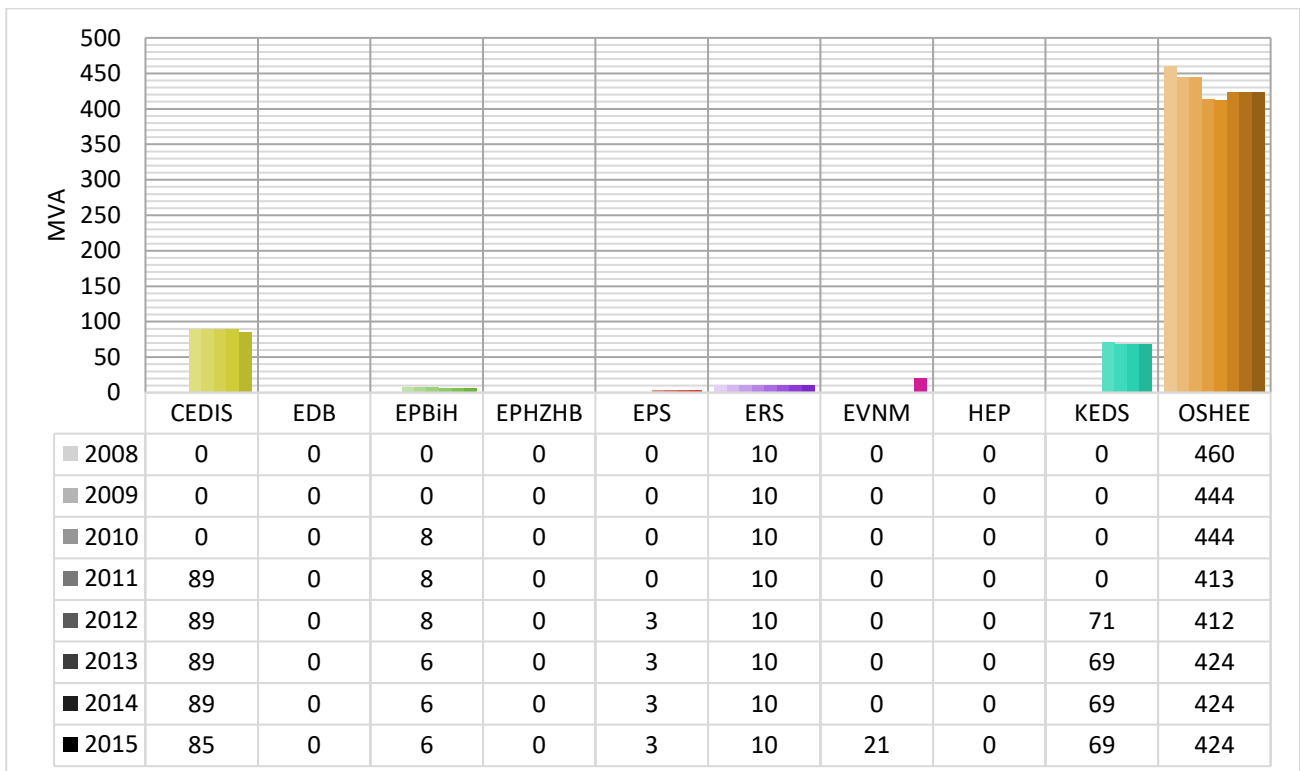 500
450
400
350
300
250
200
150
100
50
0
MVA
CEDIS EDB EPBiH EPHZHB EPS ERS EVNM HEP KEDS OSHEE
2008 0 0 0 0 0 10 0 0 0 460
2009 0 0 0 0 0 10 0 0 0 444
2010 0 0 8 0 0 10 0 0 0 444
2011 89 0 8 0 0 10 0 0 0 413
2012 89 0 8 0 3 10 0 0 71 412
2013 89 0 6 0 3 10 0 0 69 424
2014 89 0 6 0 3 10 0 0 69 424
2015 85 0 6 0 3 10 21 0 69 424